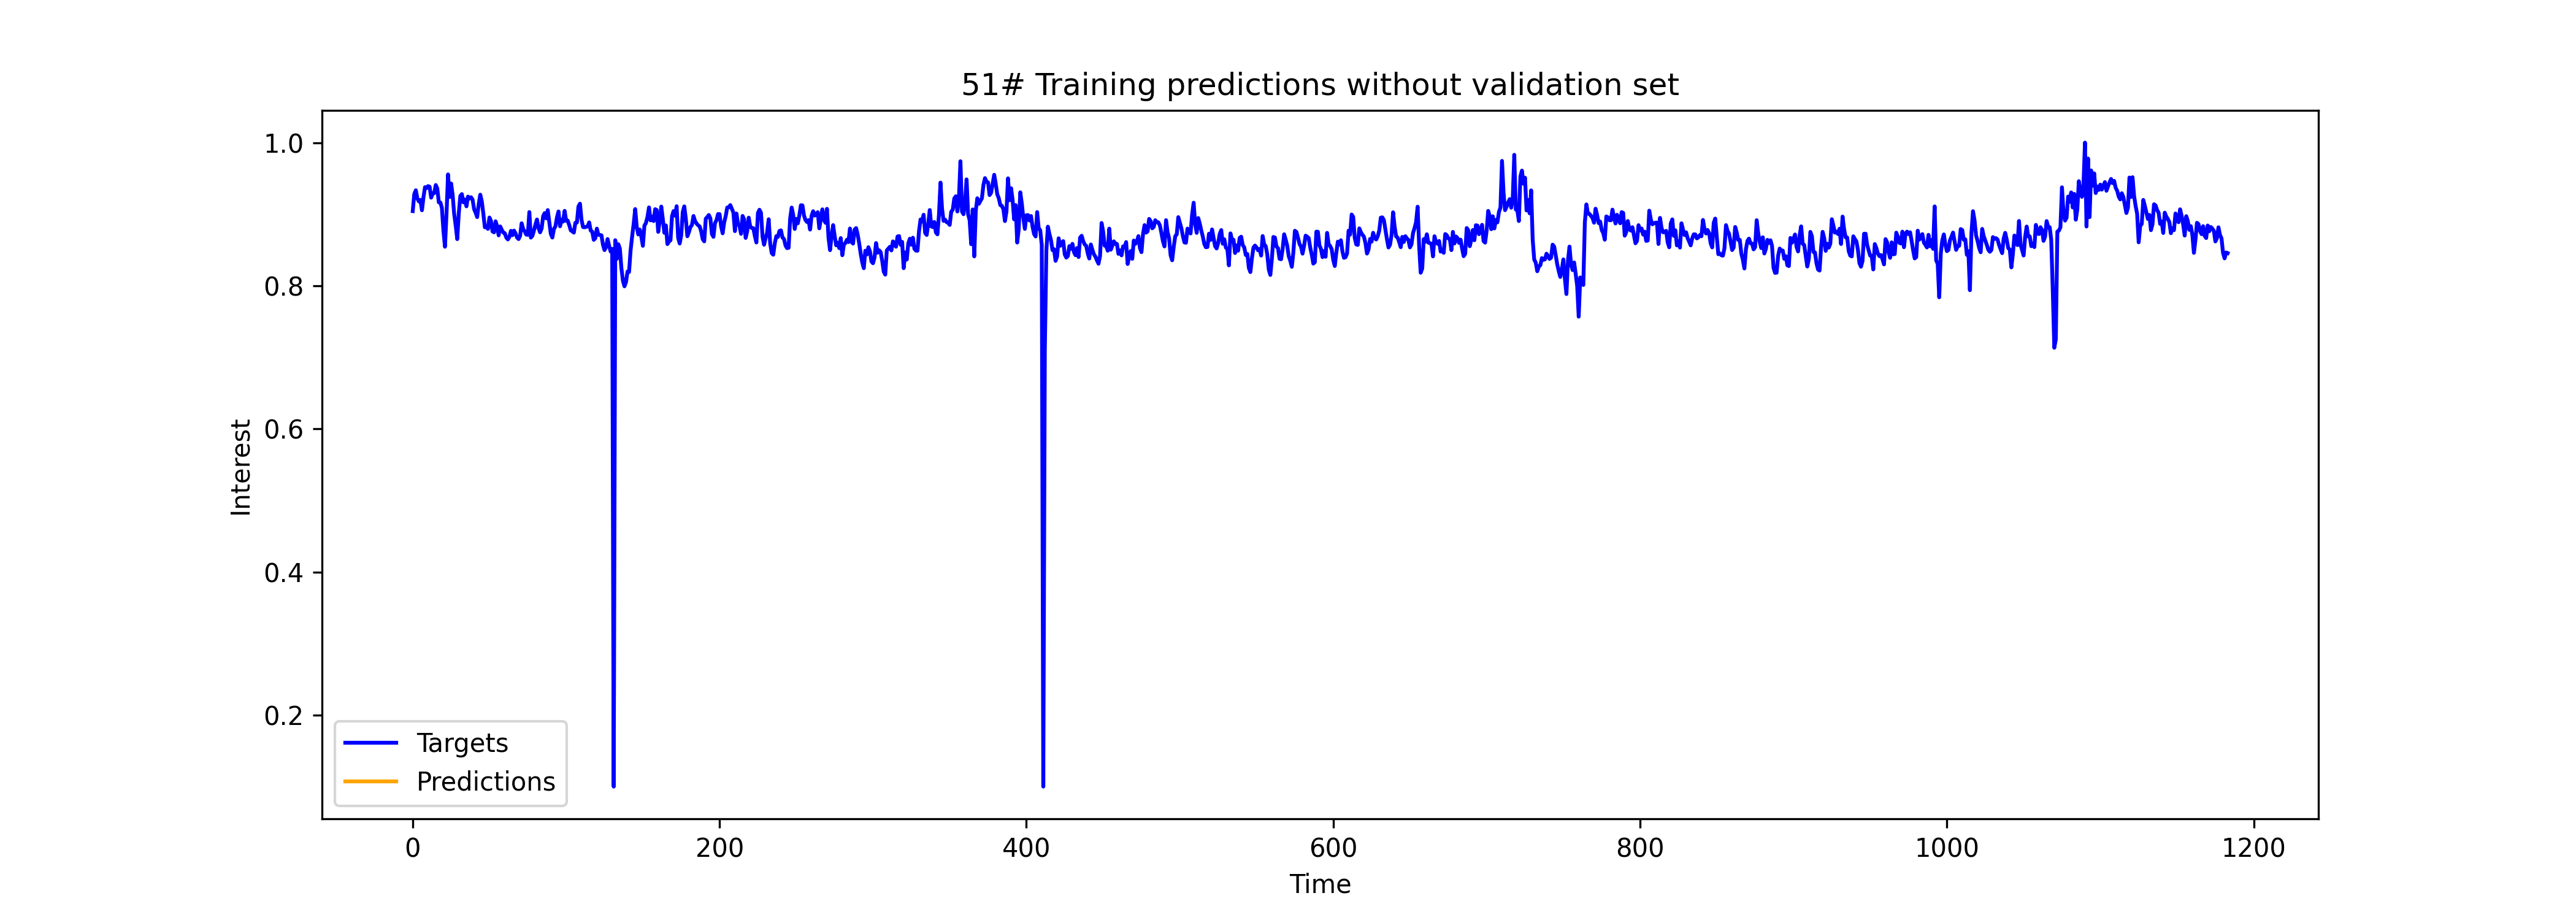 51# Training predictions without validation set
1.0
0.8
0.6
0.4
0.2
Interest
Targets
Predictions
0 200 400 600 800 1000 1200
Time